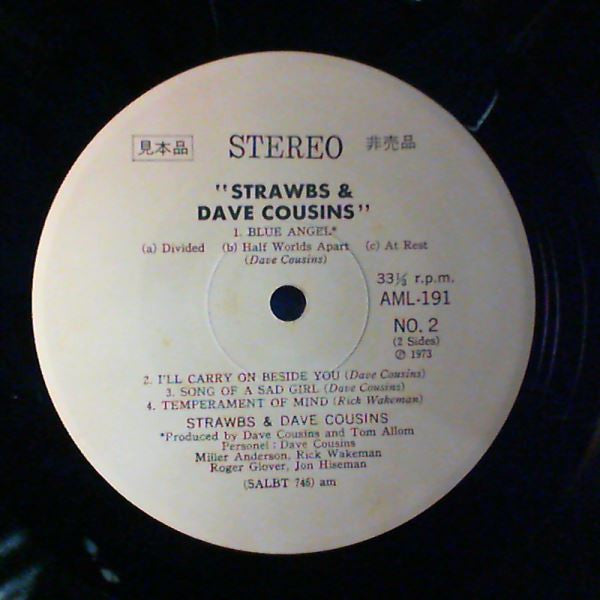 見本品 STEREO 非売品
"STRAWBS &
DAVE COUSINS"
1. BLUE ANGEL*
(a) Divided (b) Half Worlds Apart (c) At Rest
(Dave Cousins)
33⅓ r.p.m.
AML-191
NO. 2
(2 Sides)
℗ 1973
2. I'LL CARRY ON BESIDE YOU (Dave Cousins)
3. SONG OF A SAD GIRL (Dave Cousins)
4. TEMPERAMENT OF MIND (Rick Wakeman)
STRAWBS & DAVE COUSINS
*Produced by Dave Cousins and Tom Allom
Personel : Dave Cousins
Miller Anderson, Rick Wakeman
Roger Glover, Jon Hiseman
(SALBT 746) am